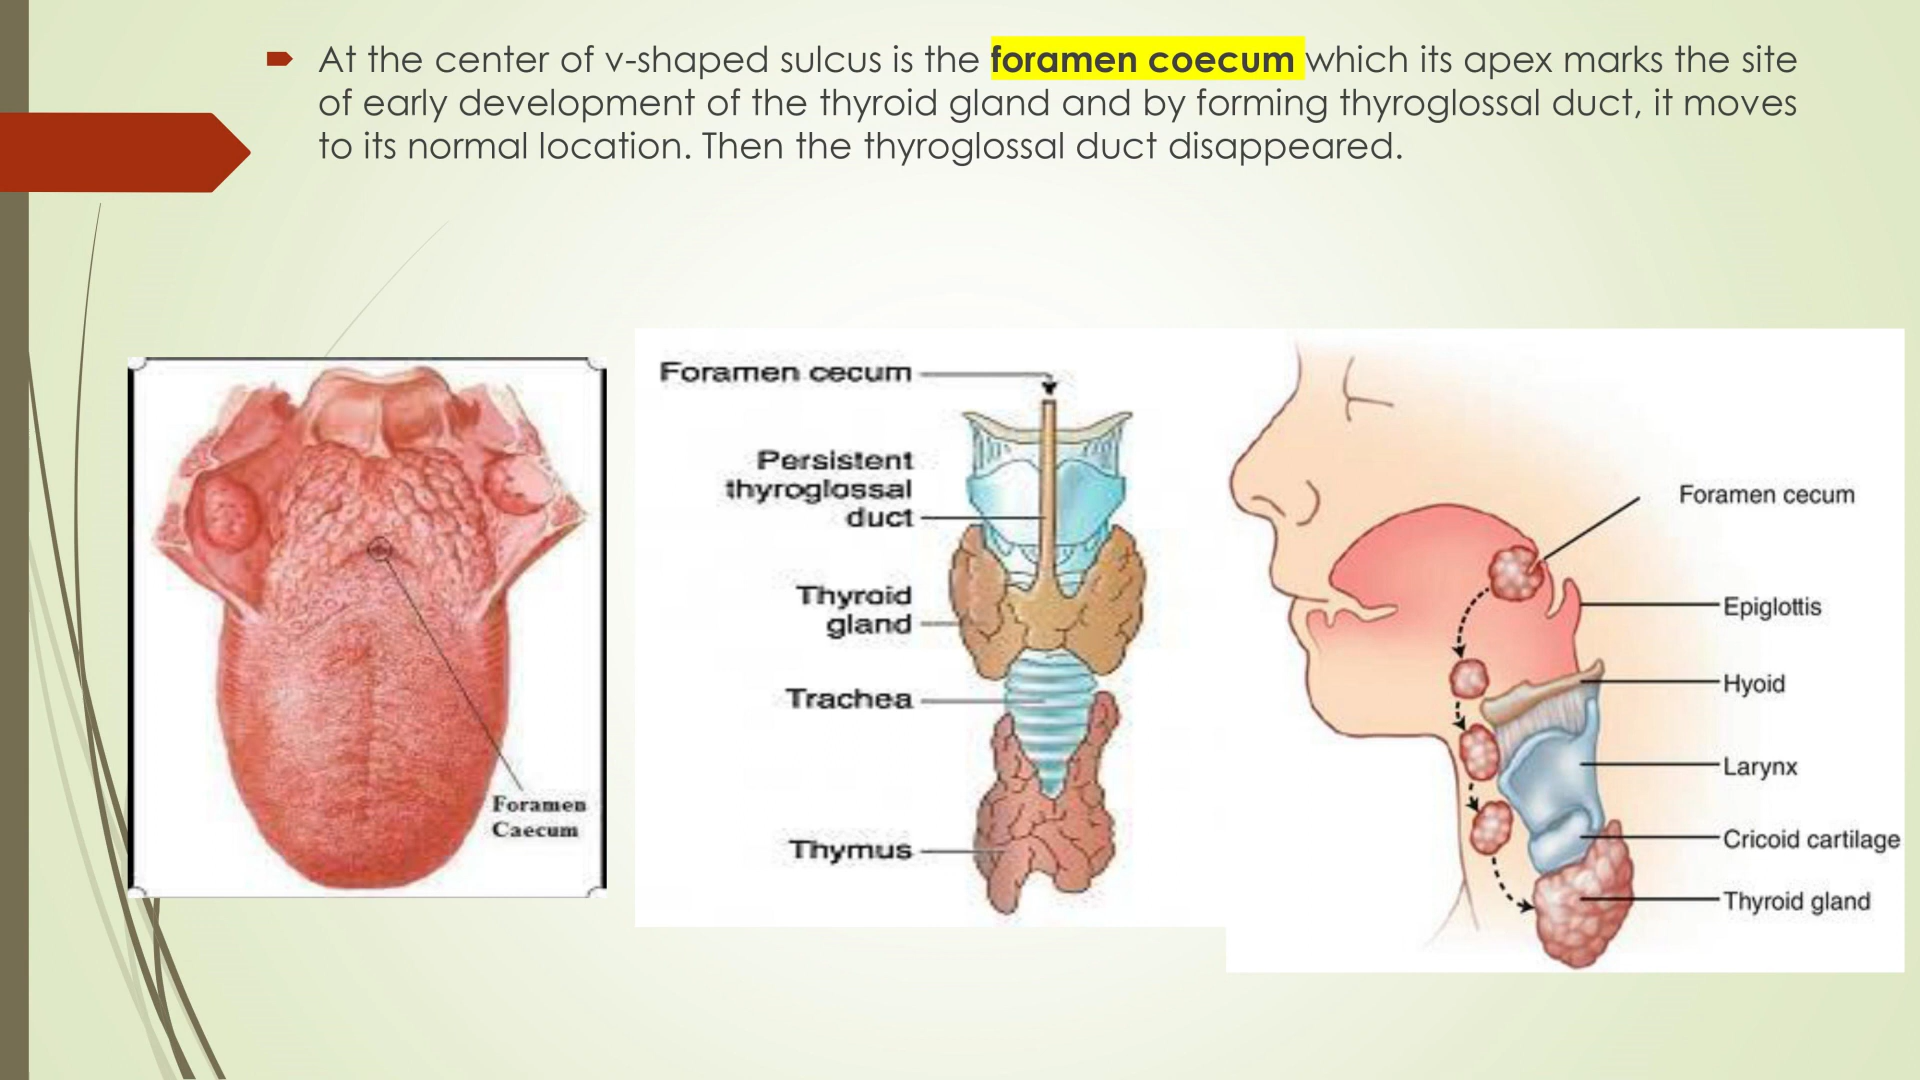 At the center of v-shaped sulcus is the foramen coecum which its apex marks the site
of early development of the thyroid gland and by forming thyroglossal duct, it moves
to its normal location. Then the thyroglossal duct disappeared.
Foramen
Caecum
Foramen cecum
Persistent
thyroglossal
duct
Thyroid
gland
Trachea
Thymus
Foramen cecum
Epiglottis
Hyoid
Larynx
Cricoid cartilage
Thyroid gland